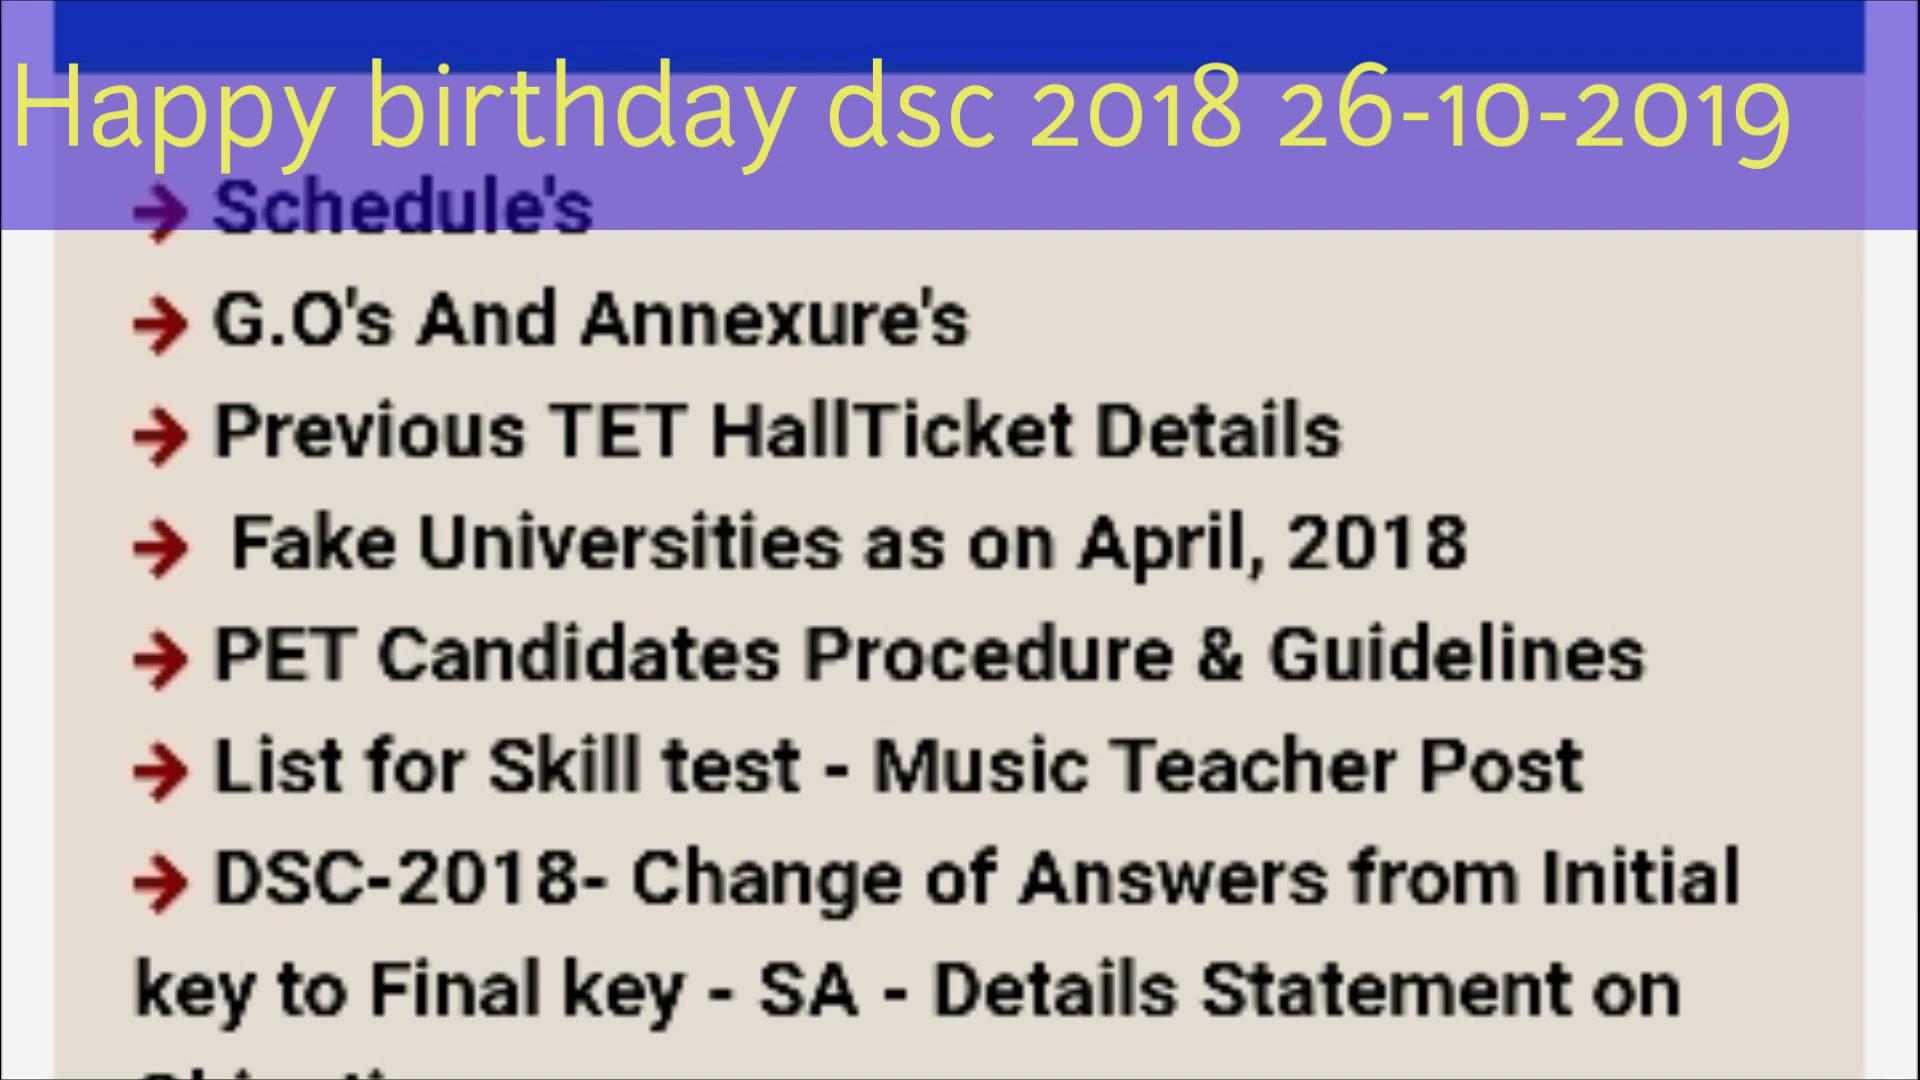 Happy birthday dsc 2018 26-10-2019
→ Schedule's
→ G.O's And Annexure's
→ Previous TET HallTicket Details
→ Fake Universities as on April, 2018
→ PET Candidates Procedure & Guidelines
→ List for Skill test - Music Teacher Post
→ DSC-2018- Change of Answers from Initial
key to Final key - SA - Details Statement on